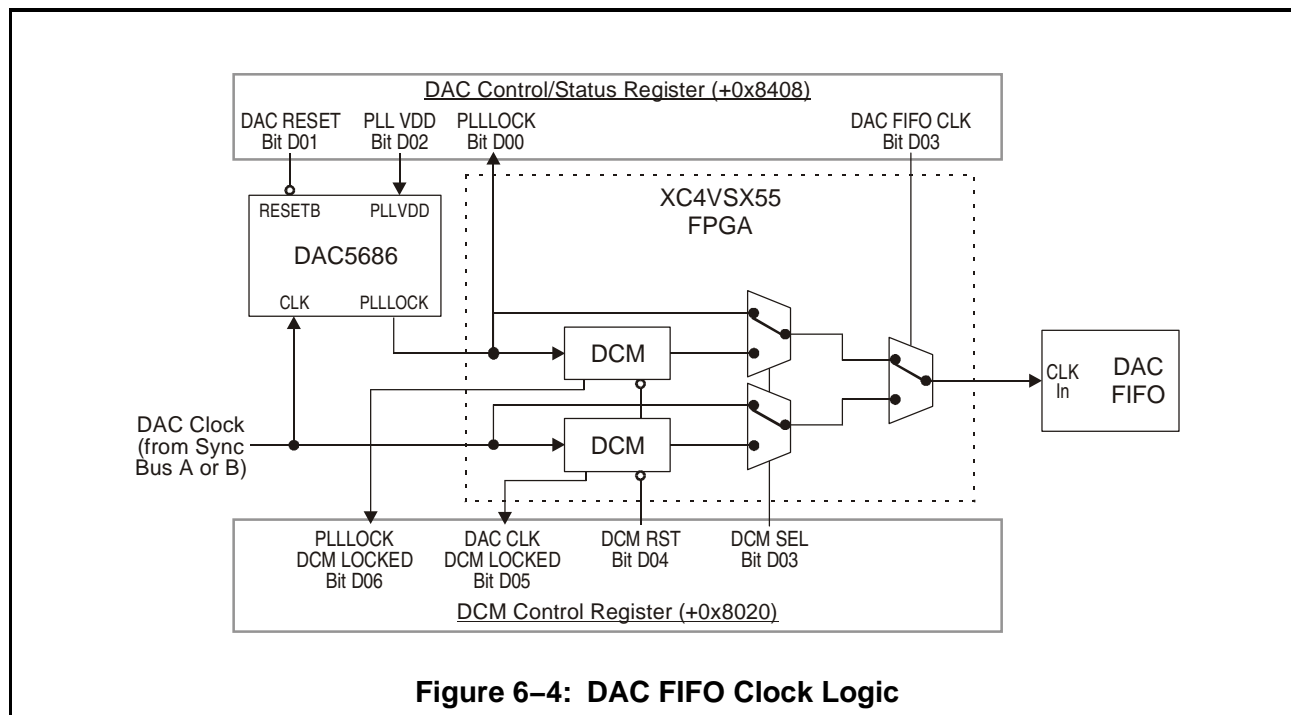 DAC Control/Status Register (+0x8408)
DAC RESET
Bit D01
PLL VDD
Bit D02
PLLLOCK
Bit D00
DAC FIFO CLK
Bit D03
XC4VSX55
FPGA
RESETB
PLLVDD
DAC5686
CLK
PLLLOCK
DCM
DCM
CLK
In
DAC
FIFO
DAC Clock
(from Sync
Bus A or B)
PLLLOCK
DCM LOCKED
Bit D06
DAC CLK
DCM LOCKED
Bit D05
DCM RST
Bit D04
DCM SEL
Bit D03
DCM Control Register (+0x8020)
Figure 6–4: DAC FIFO Clock Logic